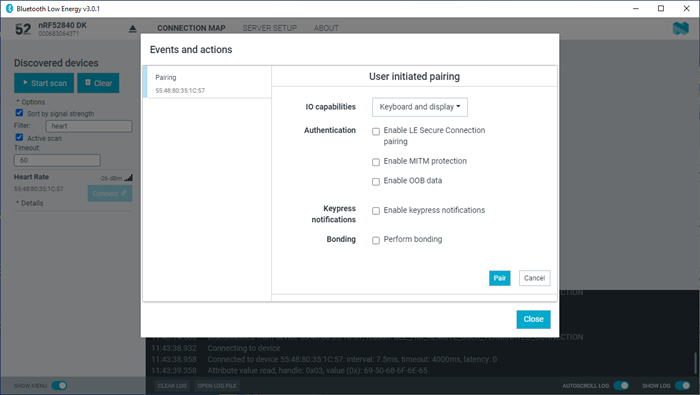 Bluetooth Low Energy v3.0.1
52
nRF52840 DK
000683064371
CONNECTION MAP
SERVER SETUP
ABOUT
Discovered devices
Start scan
Clear
Options
Sort by signal strength
Filter:
heart
Active scan
Timeout:
60
Heart Rate
-26 dBm
55:48:80:35:1C:57
Connect
Details
Events and actions
Pairing
55:48:80:35:1C:57
User initiated pairing
IO capabilities
Keyboard and display
Authentication
Enable LE Secure Connection
pairing
Enable MITM protection
Enable OOB data
Keypress
notifications
Enable keypress notifications
Bonding
Perform bonding
Pair
Cancel
Close
11:43:38.932 Connecting to device
11:43:38.958 Connected to device 55:48:80:35:1C:57: interval: 7.5ms, timeout: 4000ms, latency: 0
11:43:39.358 Attribute value read, handle: 0x03, value (0x): 69-50-68-6F-6E-65
SHOW MENU
CLEAR LOG
OPEN LOG FILE
AUTOSCROLL LOG
SHOW LOG